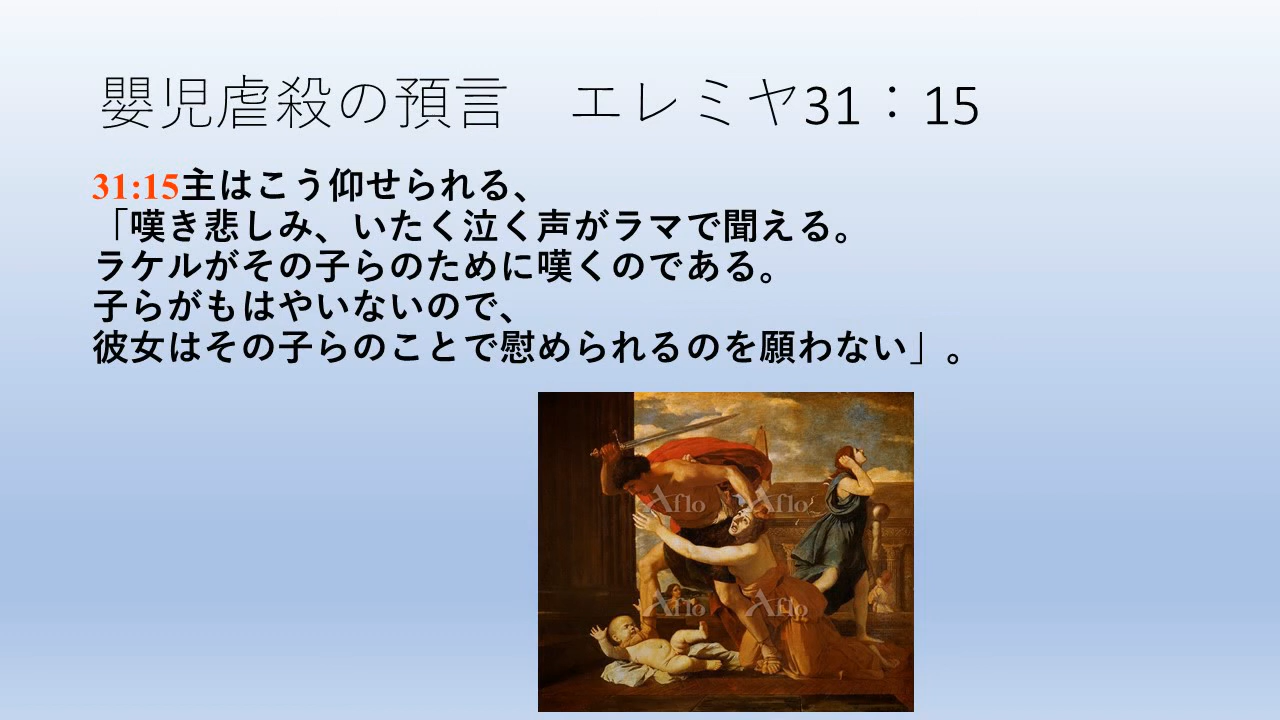 嬰児虐殺の預言　エレミヤ31：15
31:15主はこう仰せられる、
「嘆き悲しみ、いたく泣く声がラマで聞える。
ラケルがその子らのために嘆くのである。
子らがもはやいないので、
彼女はその子らのことで慰められるのを願わない」。
Aflo Aflo
Aflo Aflo